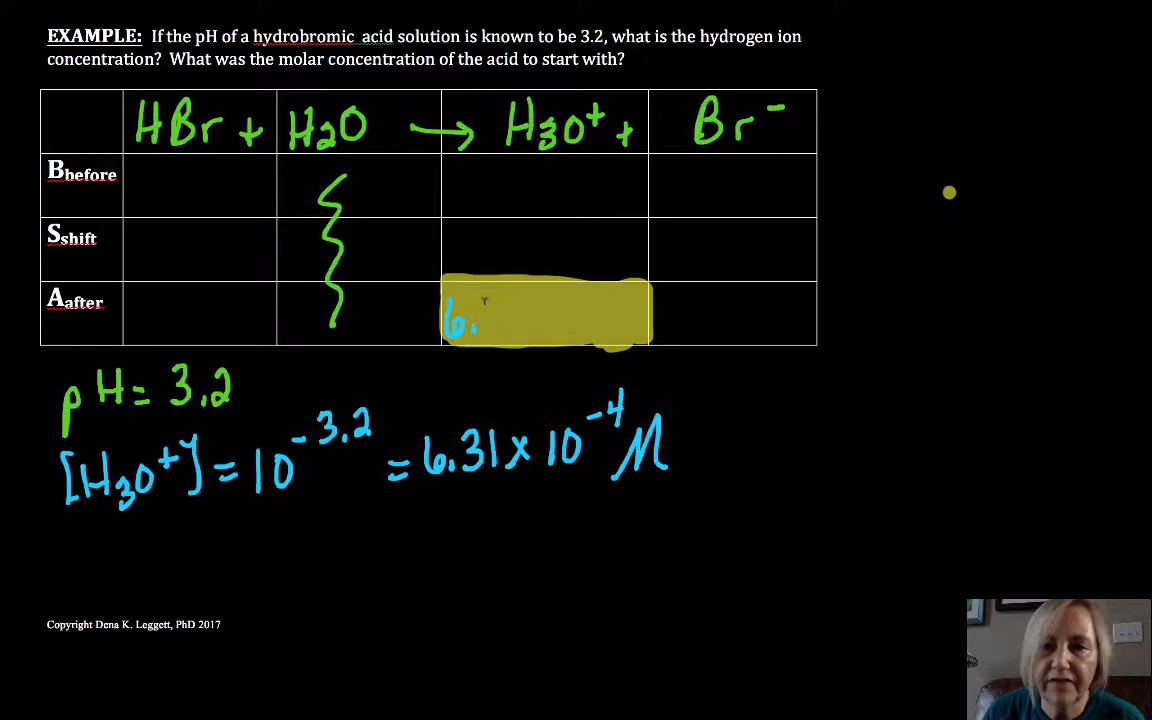 EXAMPLE: If the pH of a hydrobromic acid solution is known to be 3.2, what is the hydrogen ion
concentration? What was the molar concentration of the acid to start with?
HBr + H2O → H3O+ + Br-
Bbefore
Sshift
Aafter 6.
pH = 3.2
[H3O+] = 10-3.2 = 6.31 x 10-4 M
Copyright Dena K. Leggett, PhD 2017